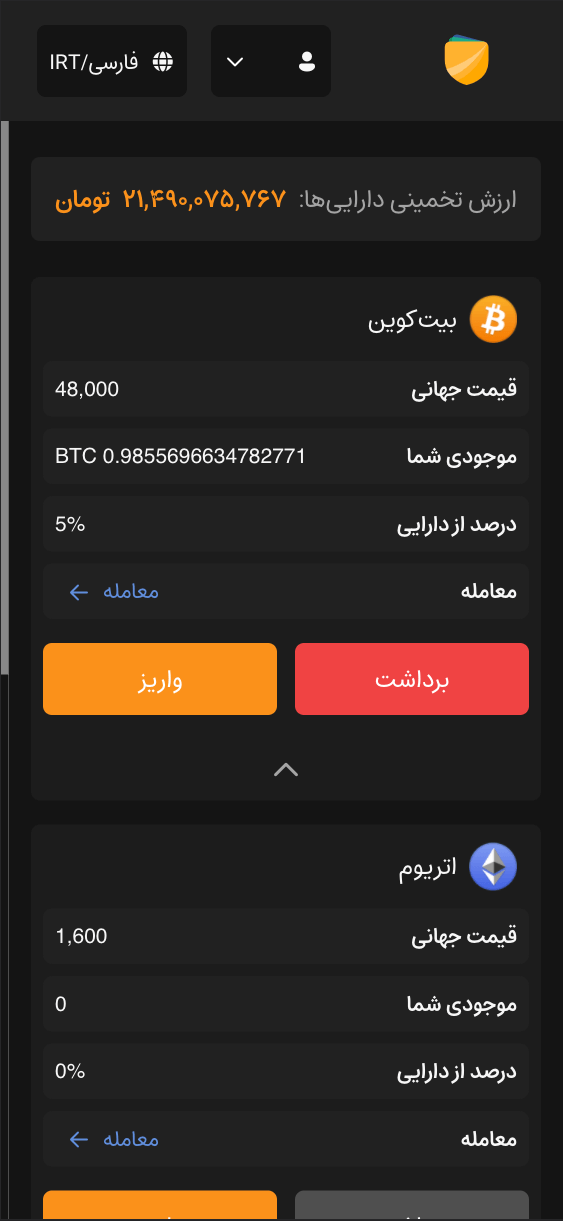 فارسی/IRT
ارزش تخمینی دارایی‌ها: ۲۱,۴۹۰,۰۷۵,۷۶۷ تومان
بیت‌کوین
قیمت جهانی 48,000
موجودی شما BTC 0.9855696634782771
درصد از دارایی 5%
معامله معامله ←
برداشت واریز
اتریوم
قیمت جهانی 1,600
موجودی شما 0
درصد از دارایی 0%
معامله معامله ←